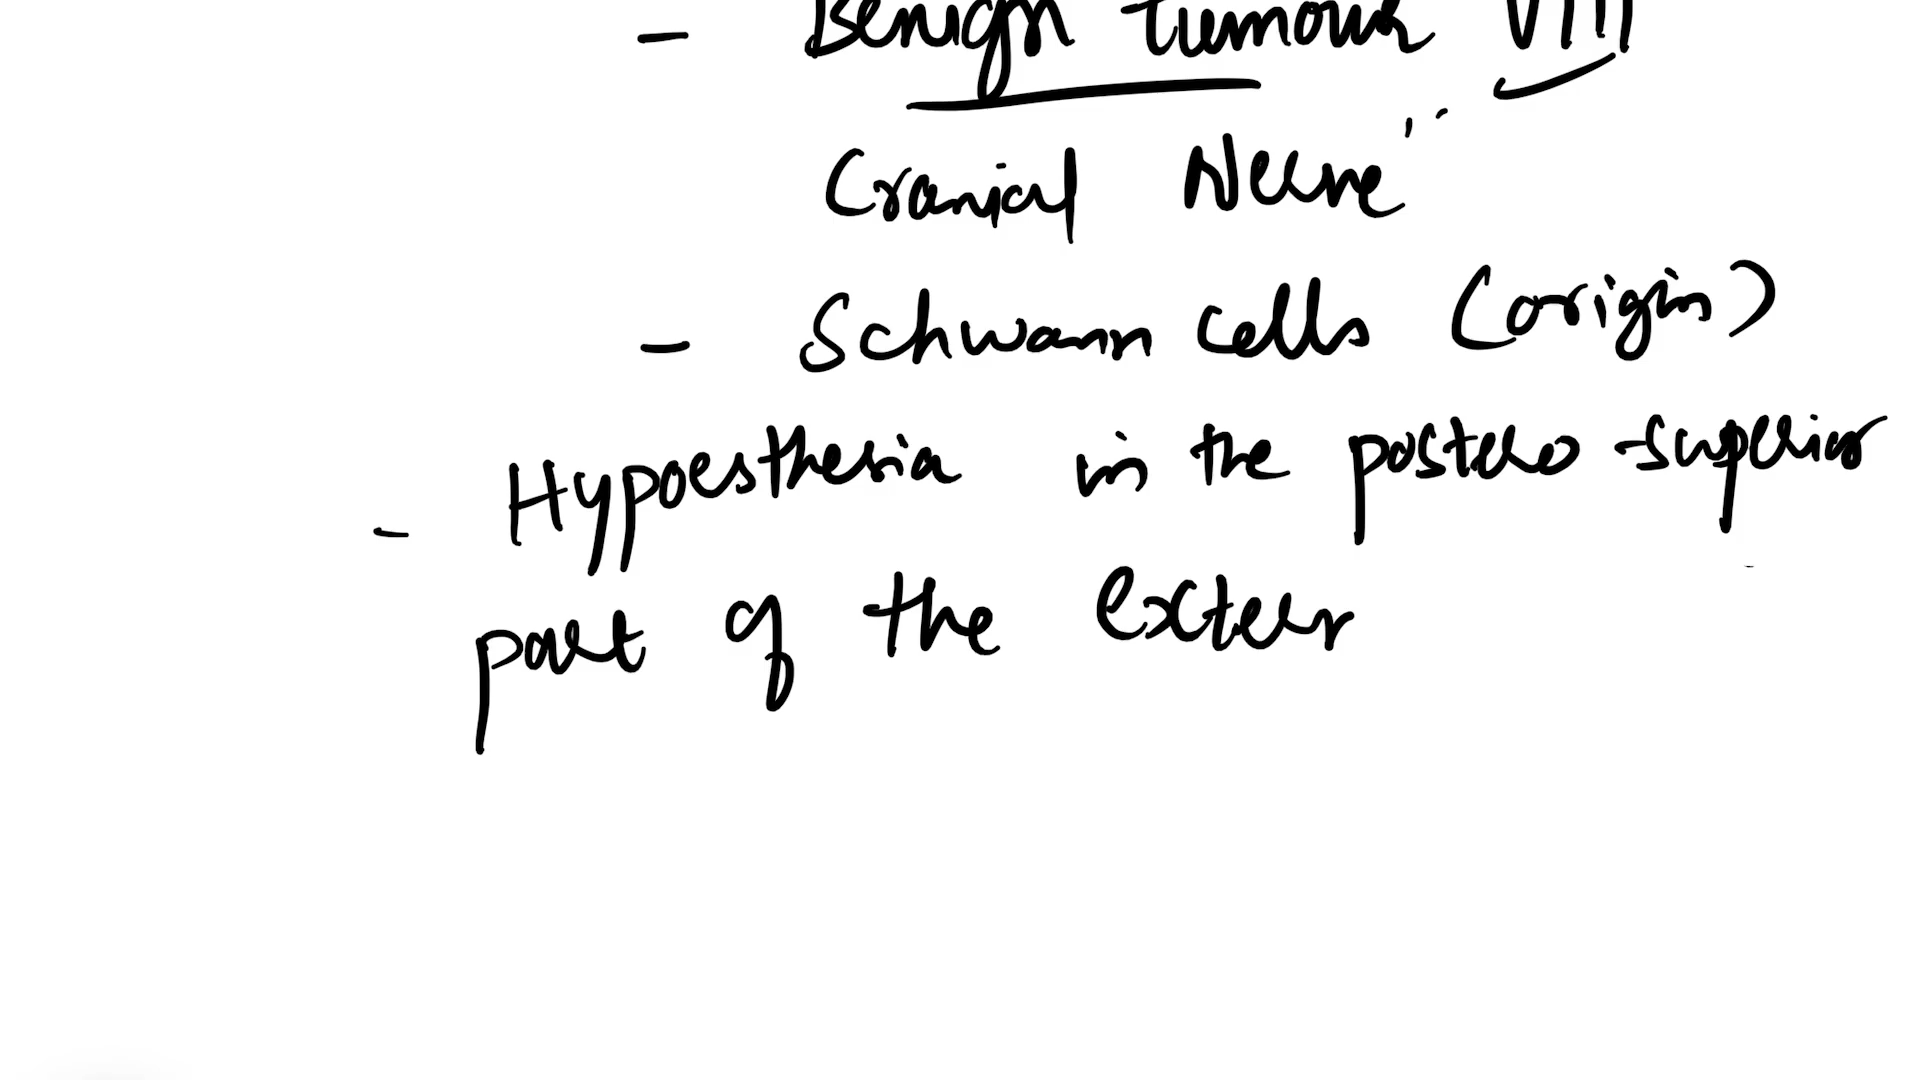 - Benign tumour VIII
Cranial Nerve
- Schwann cells (origin)
- Hypoesthesia in the postero-superior
part of the exter